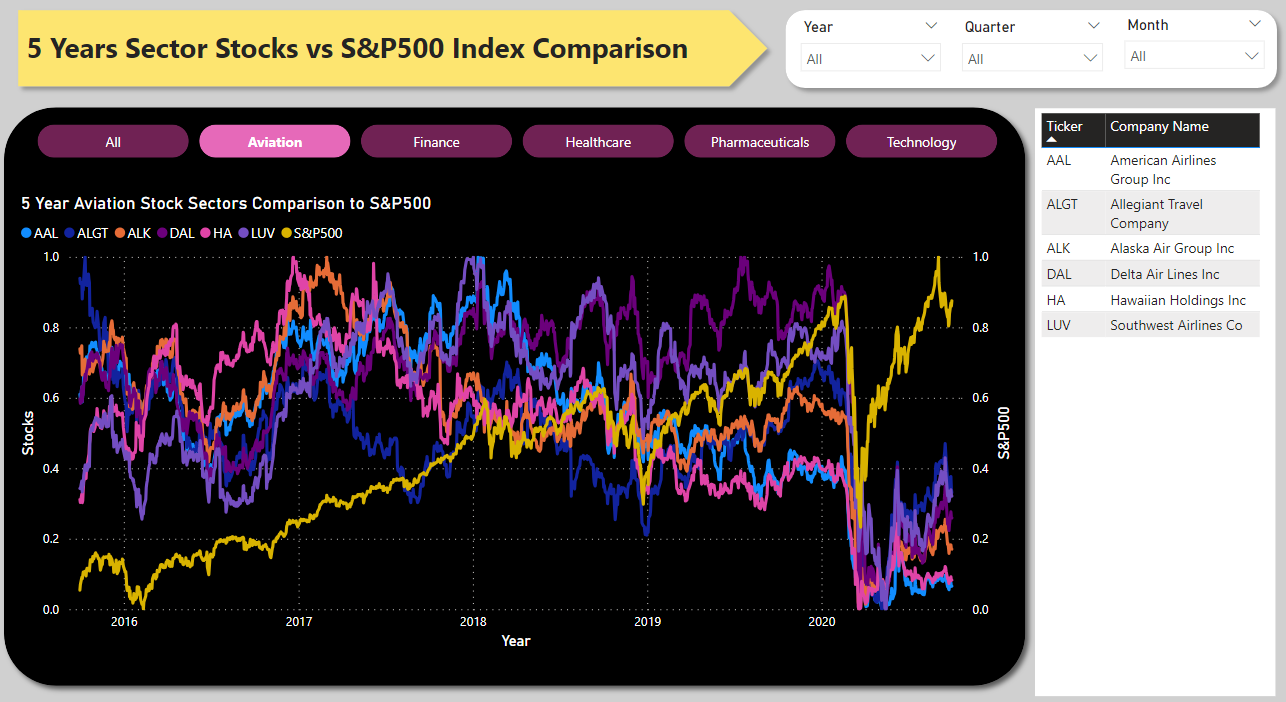 5 Years Sector Stocks vs S&P500 Index Comparison
Year
Quarter
Month
All
All
All
All
Aviation
Finance
Healthcare
Pharmaceuticals
Technology
5 Year Aviation Stock Sectors Comparison to S&P500
AAL ALGT ALK DAL HA LUV S&P500
1.0
0.8
0.6
0.4
0.2
0.0
Stocks
1.0
0.8
0.6
0.4
0.2
0.0
S&P500
2016 2017 2018 2019 2020
Year
Ticker Company Name
AAL American Airlines
Group Inc
ALGT Allegiant Travel
Company
ALK Alaska Air Group Inc
DAL Delta Air Lines Inc
HA Hawaiian Holdings Inc
LUV Southwest Airlines Co